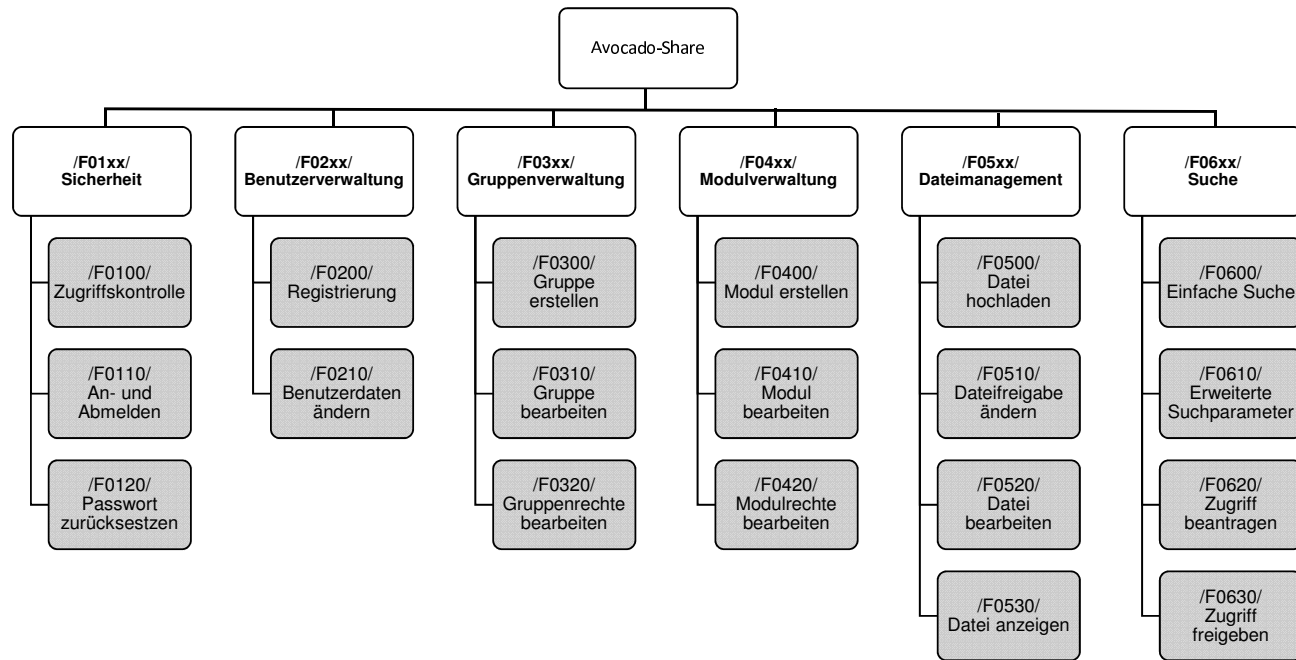 Avocado-Share
/F01xx/
Sicherheit
/F0100/
Zugriffskontrolle
/F0110/
An- und
Abmelden
/F0120/
Passwort
zurücksestzen
/F02xx/
Benutzerverwaltung
/F0200/
Registrierung
/F0210/
Benutzerdaten
ändern
/F03xx/
Gruppenverwaltung
/F0300/
Gruppe
erstellen
/F0310/
Gruppe
bearbeiten
/F0320/
Gruppenrechte
bearbeiten
/F04xx/
Modulverwaltung
/F0400/
Modul erstellen
/F0410/
Modul
bearbeiten
/F0420/
Modulrechte
bearbeiten
/F05xx/
Dateimanagement
/F0500/
Datei
hochladen
/F0510/
Dateifreigabe
ändern
/F0520/
Datei
bearbeiten
/F0530/
Datei anzeigen
/F06xx/
Suche
/F0600/
Einfache Suche
/F0610/
Erweiterte
Suchparameter
/F0620/
Zugriff
beantragen
/F0630/
Zugriff
freigeben